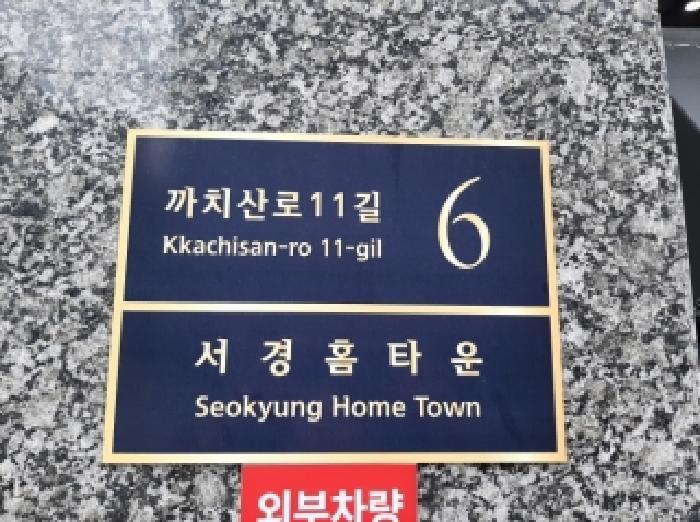 까치산로11길 6
Kkachisan-ro 11-gil
서경홈타운
Seokyung Home Town
외부차량